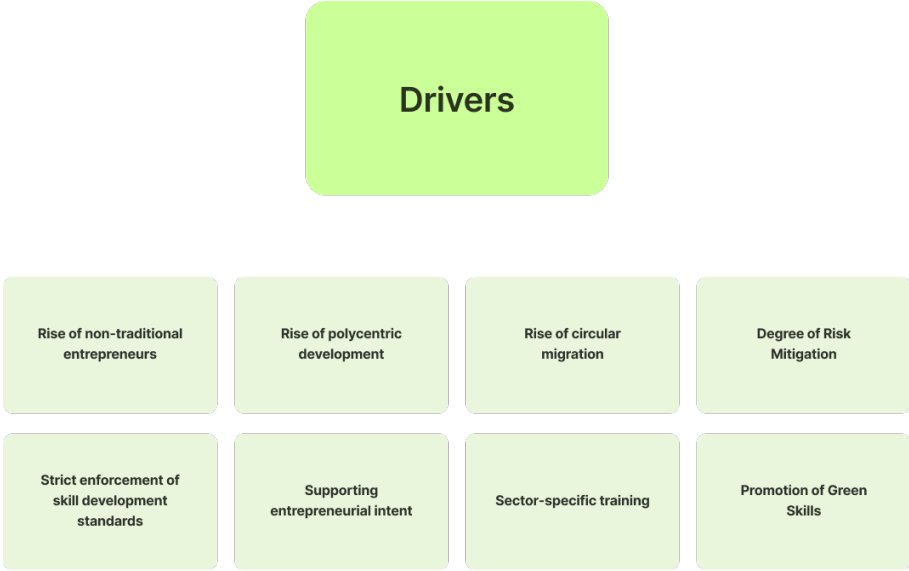 Drivers
Rise of non-traditional
entrepreneurs
Rise of polycentric
development
Rise of circular
migration
Degree of Risk
Mitigation
Strict enforcement of
skill development
standards
Supporting
entrepreneurial intent
Sector-specific training
Promotion of Green
Skills